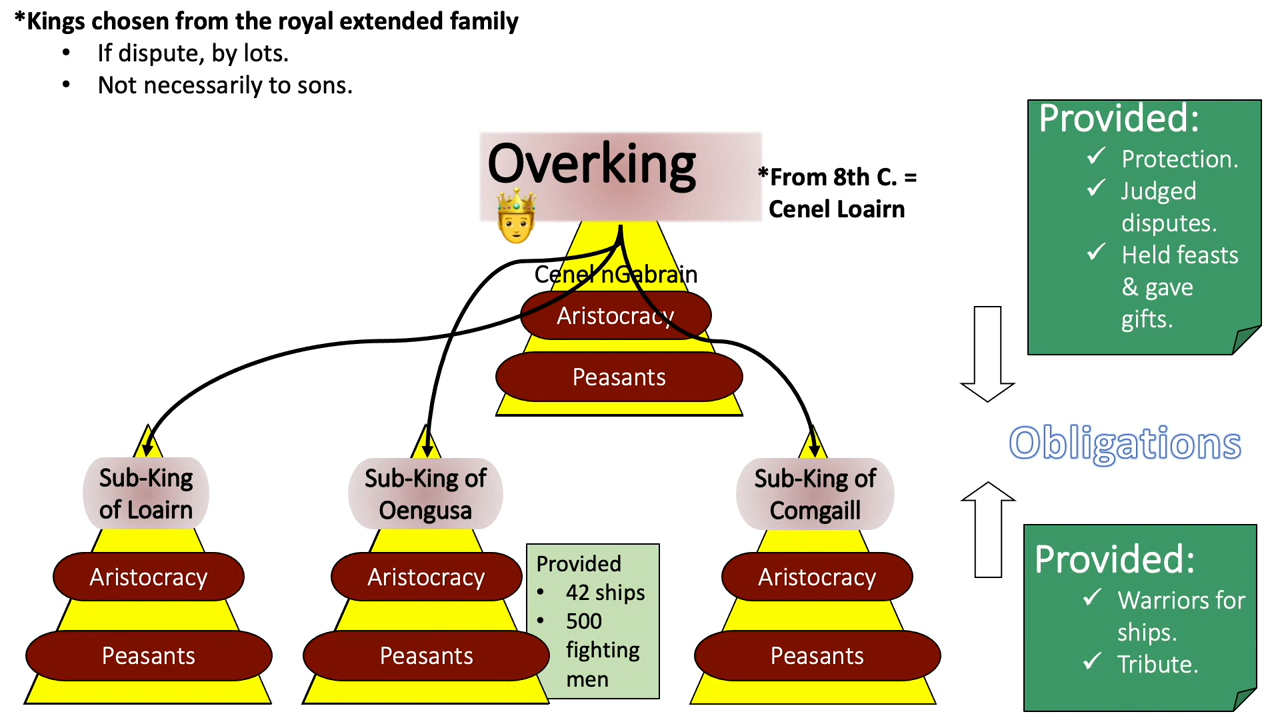 *Kings chosen from the royal extended family
• If dispute, by lots.
• Not necessarily to sons.
Overking
*From 8th C. =
Cenel Loairn
Cenel nGabrain
Aristocracy
Peasants
Sub-King
of Loairn
Aristocracy
Peasants
Sub-King of
Oengusa
Aristocracy
Peasants
Provided
• 42 ships
• 500
fighting
men
Sub-King of
Comgaill
Aristocracy
Peasants
Provided:
✓ Protection.
✓ Judged
disputes.
✓ Held feasts
& gave
gifts.
Obligations
Provided:
✓ Warriors for
ships.
✓ Tribute.